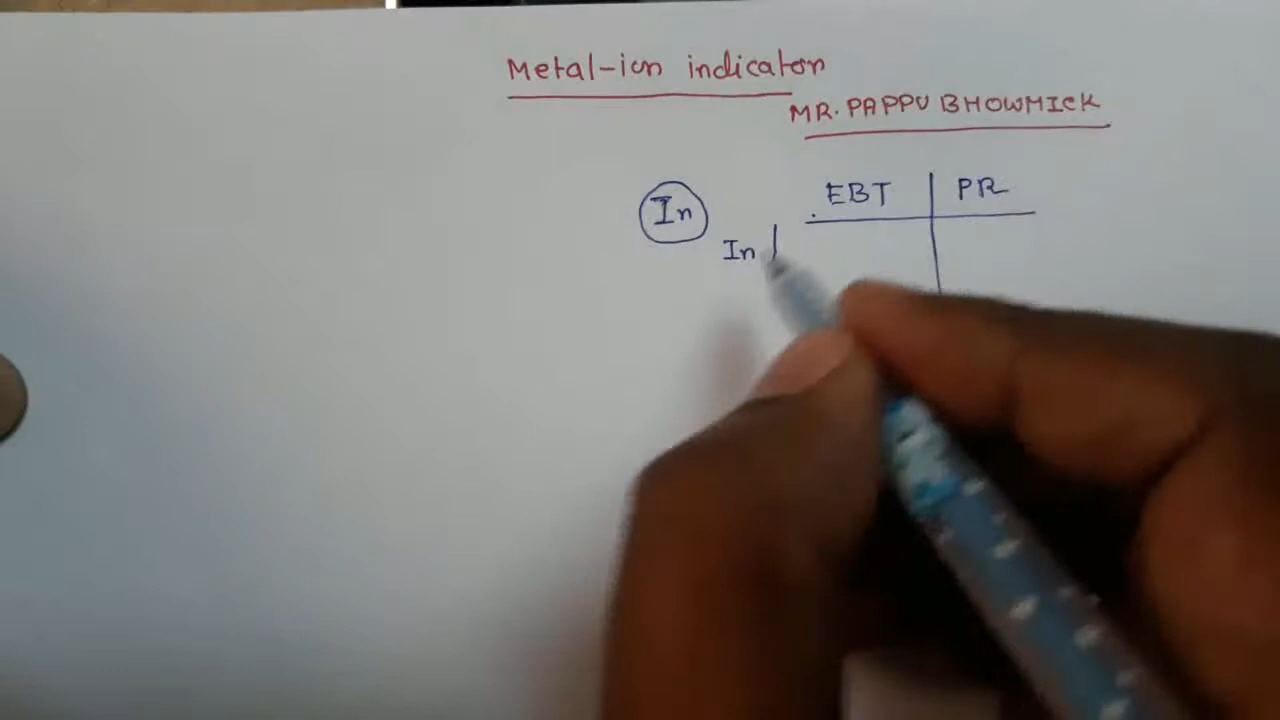 Metal-ion indicator
MR. PAPPU BHOWMICK
EBT PR
In
In